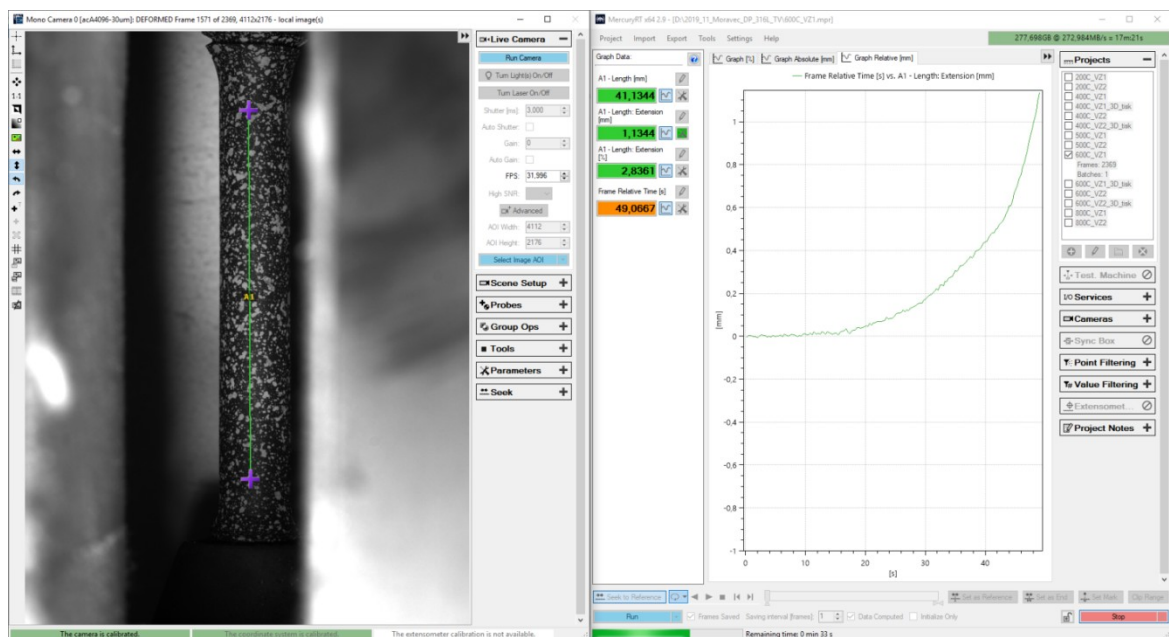 Mono Camera 0 [acA4096-30um]: DEFORMED Frame 1571 of 2369, 4112x2176 - local image(s)
1-1
A1
Live Camera
Run Camera
Turn Light(s) On/Off
Turn Laser On/Off
Shutter [ms] 3,000
Auto Shutter:
Gain: 0
Auto Gain:
FPS: 31,996
High SNR:
Advanced
AOI Width: 4112
AOI Height: 2176
Select Image AOI
Scene Setup
Probes
Group Ops
Tools
Parameters
Seek
The camera is calibrated.
The coordinate system is calibrated.
The extensometer calibration is not available.
MercuryRT x64 2.8 - [D:\2019_11_Moravec_DP_316L_TV\600C_VZ1.mpr]
Project Import Export Tools Settings Help
277,698GB @ 272,984MB/s = 17m21s
Graph Data:
A1 - Length [mm]
41,1344
A1 - Length: Extension [mm]
1,1344
A1 - Length: Extension [%]
2,8361
Frame Relative Time [s]
49,0667
Graph [%] Graph Absolute [mm] Graph Relative [mm]
Frame Relative Time [s] vs. A1 - Length: Extension [mm]
1
0,8
0,6
0,4
0,2
0
-0,2
-0,4
-0,6
-0,8
-1
[mm]
0 10 20 30 40
[s]
Projects
200C_VZ1
200C_VZ2
400C_VZ1
400C_VZ1_3D_tisk
400C_VZ2
400C_VZ2_3D_tisk
500C_VZ1
500C_VZ2
600C_VZ1
Frames: 2369
Batches: 1
600C_VZ1_3D_tisk
600C_VZ2
600C_VZ2_3D_tisk
800C_VZ1
800C_VZ2
Test. Machine
I/O Services
Cameras
Sync Box
Point Filtering
Value Filtering
Extensomet...
Project Notes
Seek to Reference
Set as Reference
Set as End
Set Mark
Clip Range
Run
Frames Saved
Saving interval [frames]: 1
Data Computed
Initialize Only
Stop
Remaining time: 0 min 33 s